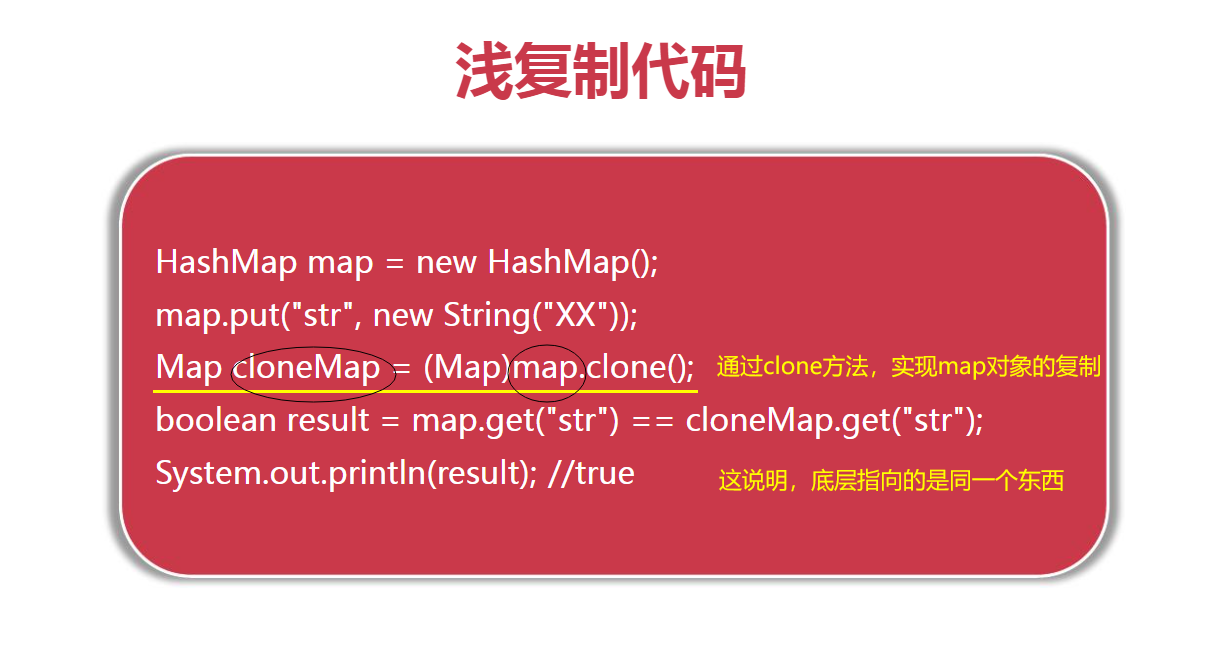 浅复制代码
HashMap map = new HashMap();
map.put("str", new String("XX"));
Map cloneMap = (Map)map.clone(); 通过clone方法，实现map对象的复制
boolean result = map.get("str") == cloneMap.get("str");
System.out.println(result); //true 这说明，底层指向的是同一个东西